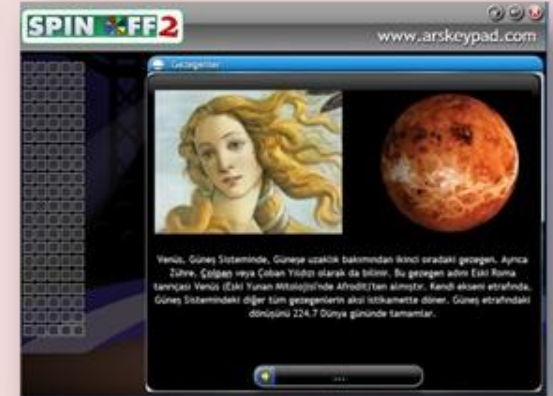 SPIN OFF2
www.arskeypad.com
Gezegenler
Venüs, Güneş Sisteminde, Güneşe uzaklık bakımından ikinci sıradaki gezegen. Ayrıca
Zühre, Çolpan veya Çoban Yıldızı olarak da bilinir. Bu gezegen adını Eski Roma
tanrıçası Venüs (Eski Yunan Mitolojisi'nde Afrodit)'ten almıştır. Kendi ekseni etrafında,
Güneş Sistemindeki diğer tüm gezegenlerin aksi istikamette döner. Güneş etrafındaki
dönüşünü 224.7 Dünya gününde tamamlar.
...